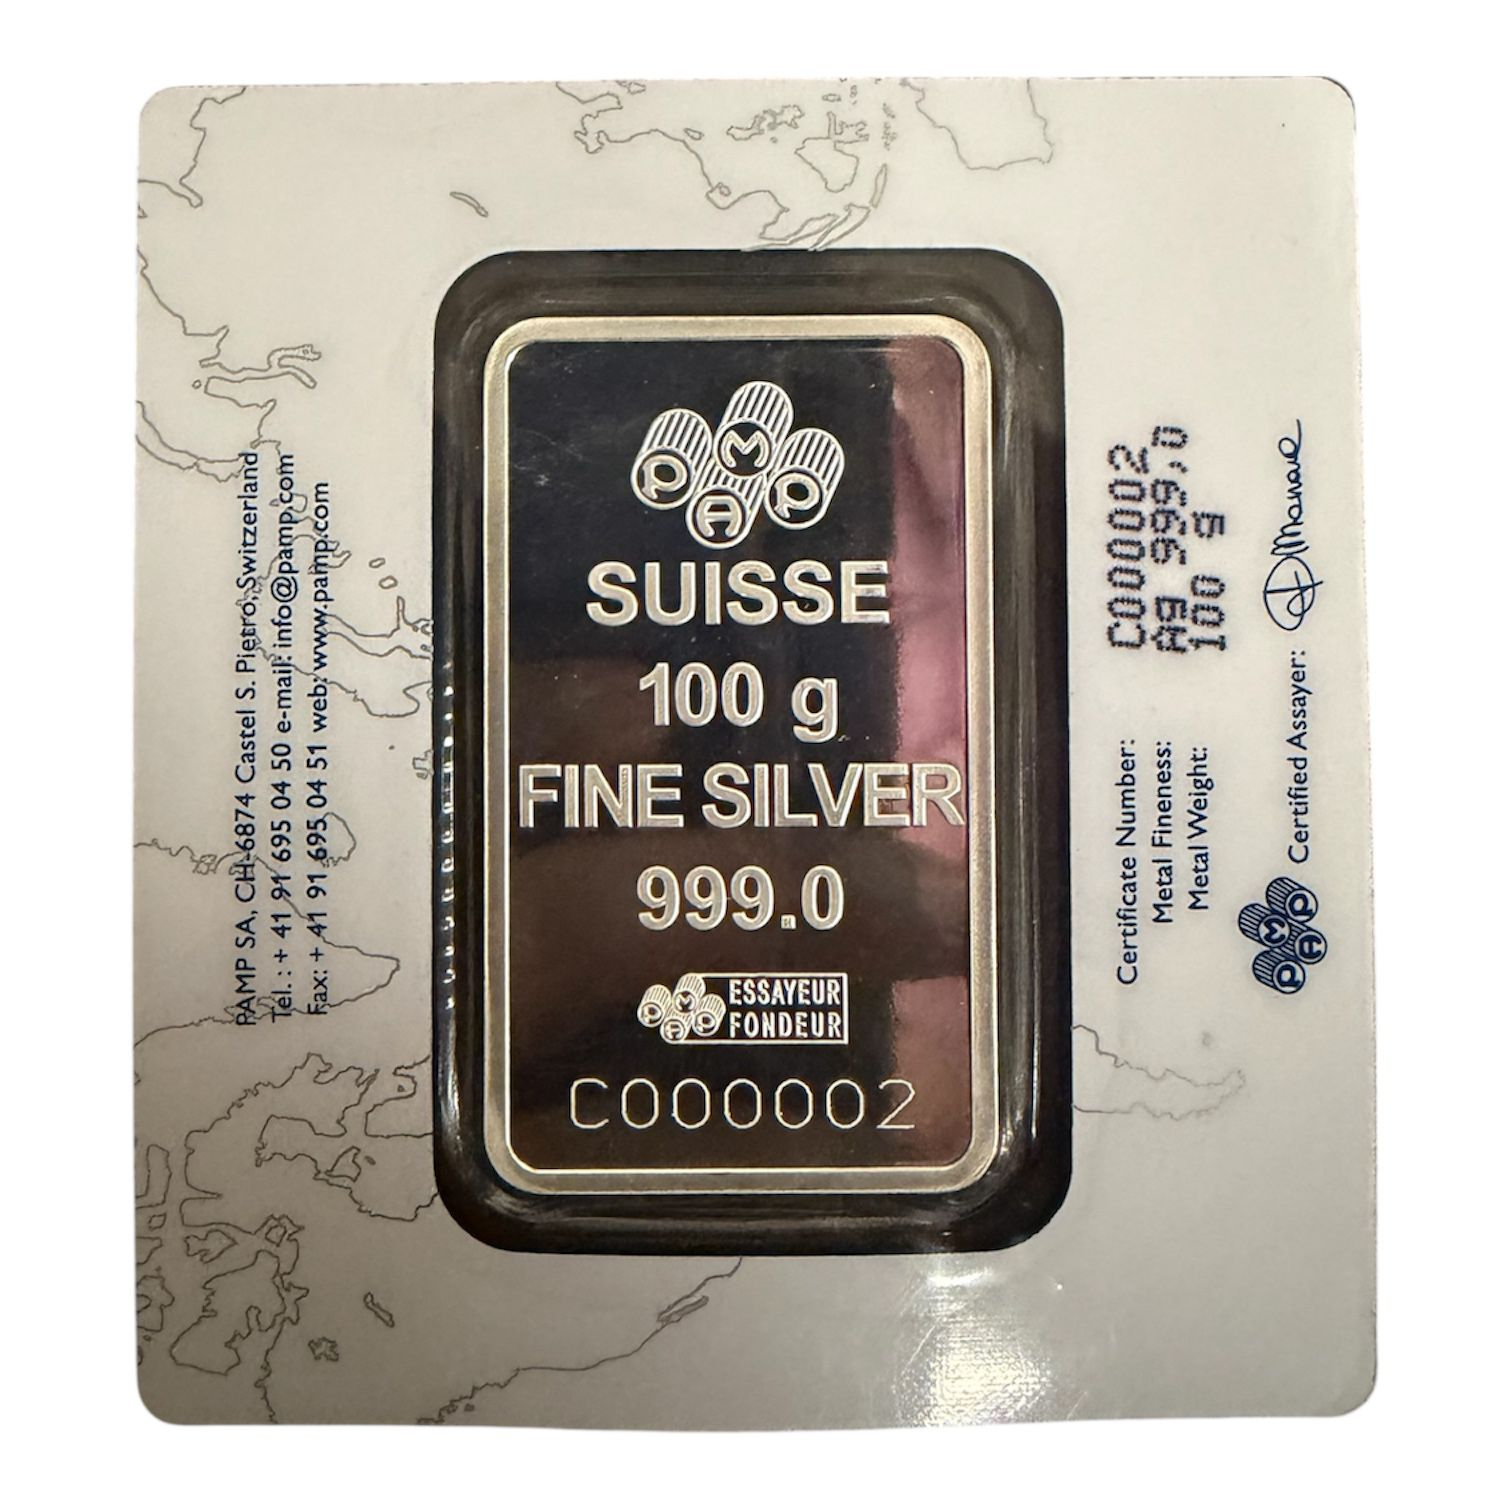 PAMP
SUISSE
100 g
FINE SILVER
999.0
PAMP
ESSAYEUR
FONDEUR
C000002
PAMP SA, CH-6874 Castel S. Pietro, Switzerland
Tel. : + 41 91 695 04 50 e-mail: info@pamp.com
Fax: + 41 91 695 04 51 web: www.pamp.com
Certificate Number: C000002
Metal Fineness: Ag 999,0
Metal Weight: 100 g
PAMP Certified Assayer: